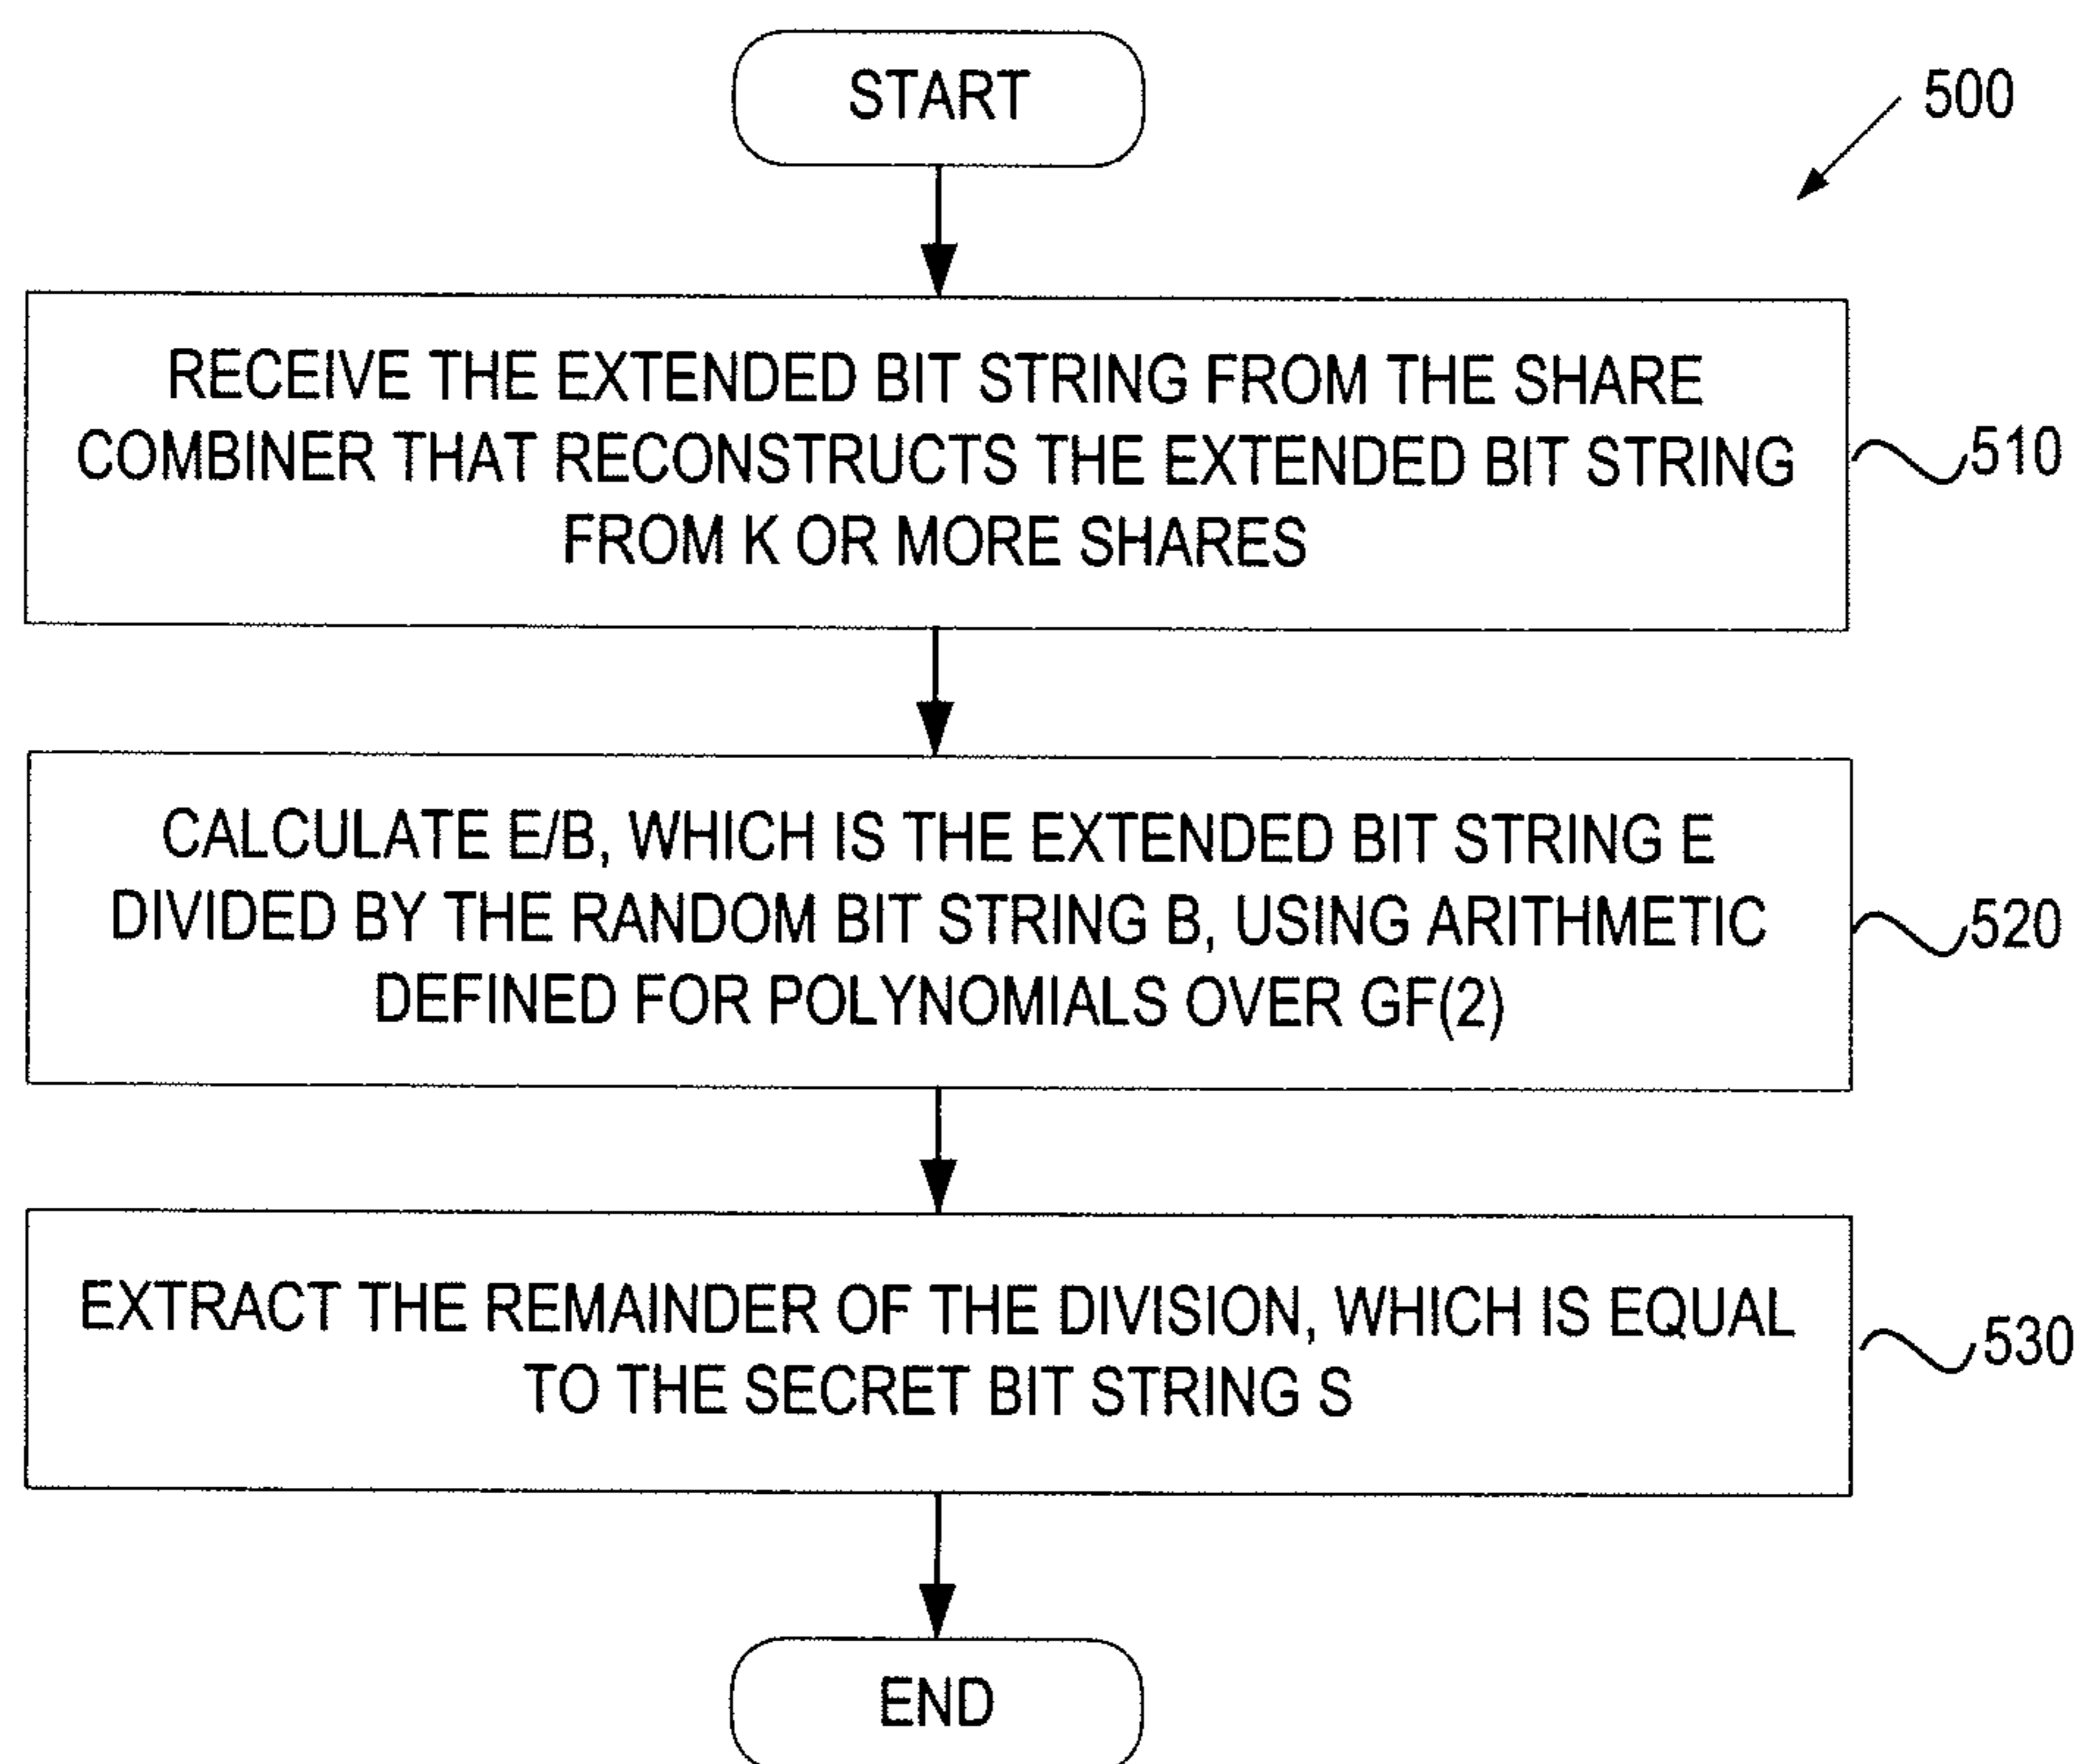 START
500
RECEIVE THE EXTENDED BIT STRING FROM THE SHARE
COMBINER THAT RECONSTRUCTS THE EXTENDED BIT STRING
FROM K OR MORE SHARES
510
CALCULATE E/B, WHICH IS THE EXTENDED BIT STRING E
DIVIDED BY THE RANDOM BIT STRING B, USING ARITHMETIC
DEFINED FOR POLYNOMIALS OVER GF(2)
520
EXTRACT THE REMAINDER OF THE DIVISION, WHICH IS EQUAL
TO THE SECRET BIT STRING S
530
END